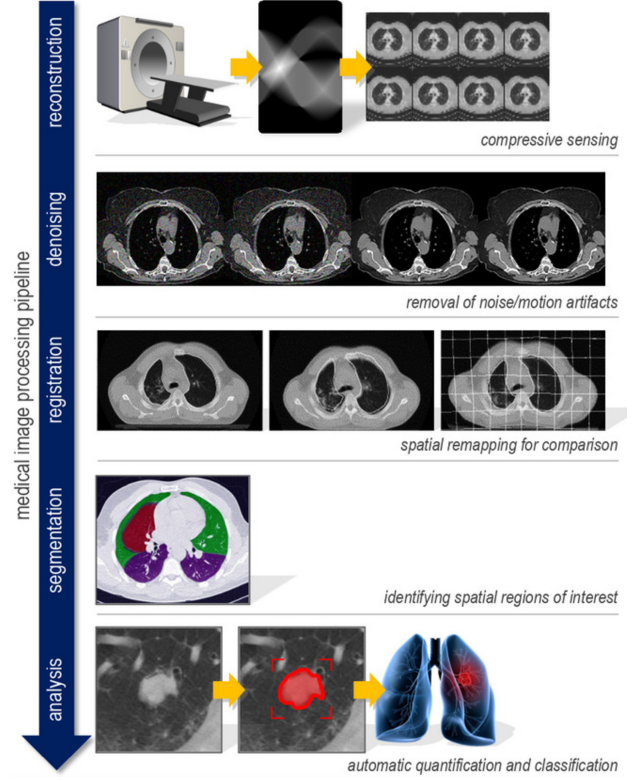 medical image processing pipeline
reconstruction
compressive sensing
denoising
removal of noise/motion artifacts
registration
spatial remapping for comparison
segmentation
identifying spatial regions of interest
analysis
automatic quantification and classification